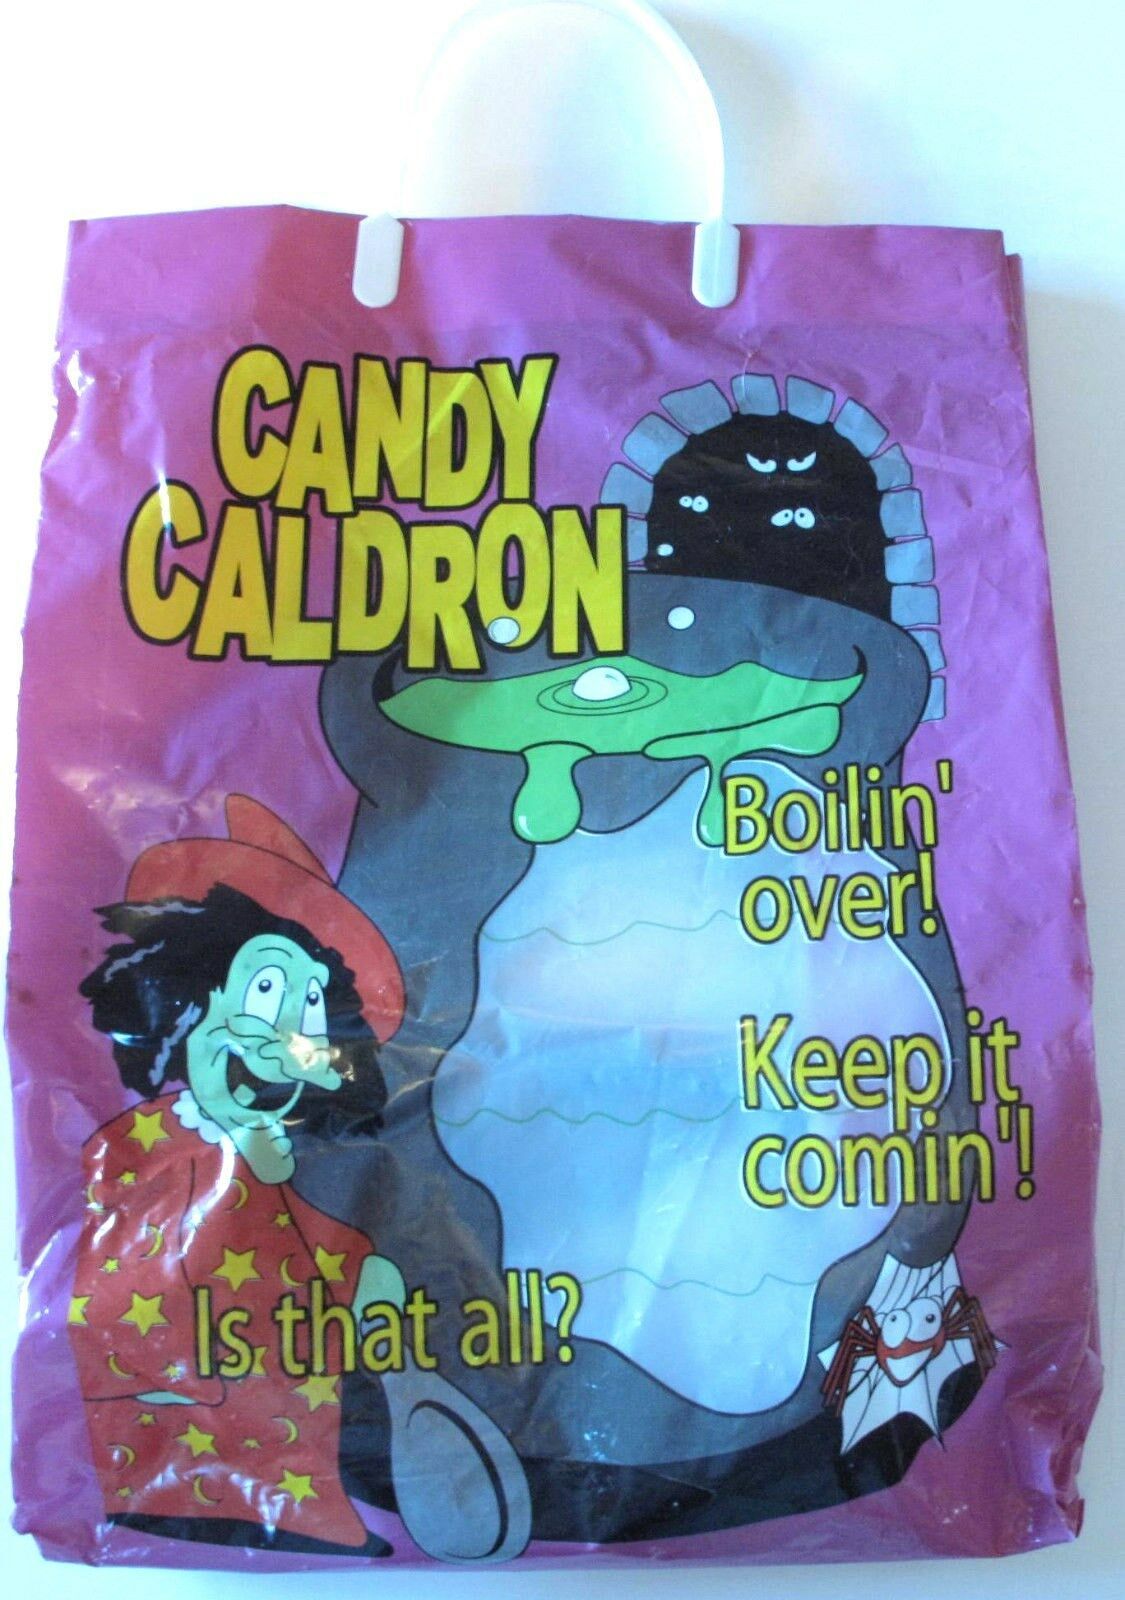 CANDY
CALDRON
Boilin'
over!
Keep it
comin'!
Is that all?